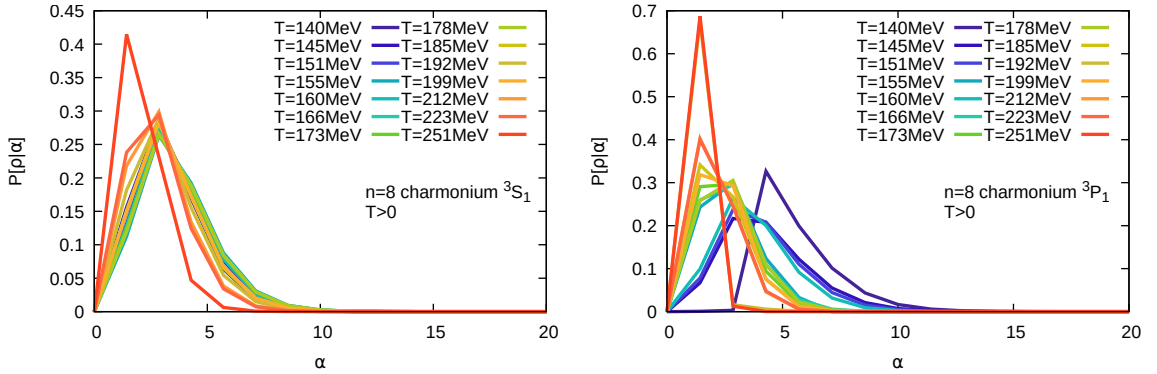 0.45
0.4
0.35
0.3
0.25
0.2
0.15
0.1
0.05
0
P[ρ|α]
T=140MeV T=178MeV
T=145MeV T=185MeV
T=151MeV T=192MeV
T=155MeV T=199MeV
T=160MeV T=212MeV
T=166MeV T=223MeV
T=173MeV T=251MeV
n=8 charmonium ³S₁
T>0
0 5 10 15 20
α
0.7
0.6
0.5
0.4
0.3
0.2
0.1
0
P[ρ|α]
T=140MeV T=178MeV
T=145MeV T=185MeV
T=151MeV T=192MeV
T=155MeV T=199MeV
T=160MeV T=212MeV
T=166MeV T=223MeV
T=173MeV T=251MeV
n=8 charmonium ³P₁
T>0
0 5 10 15 20
α